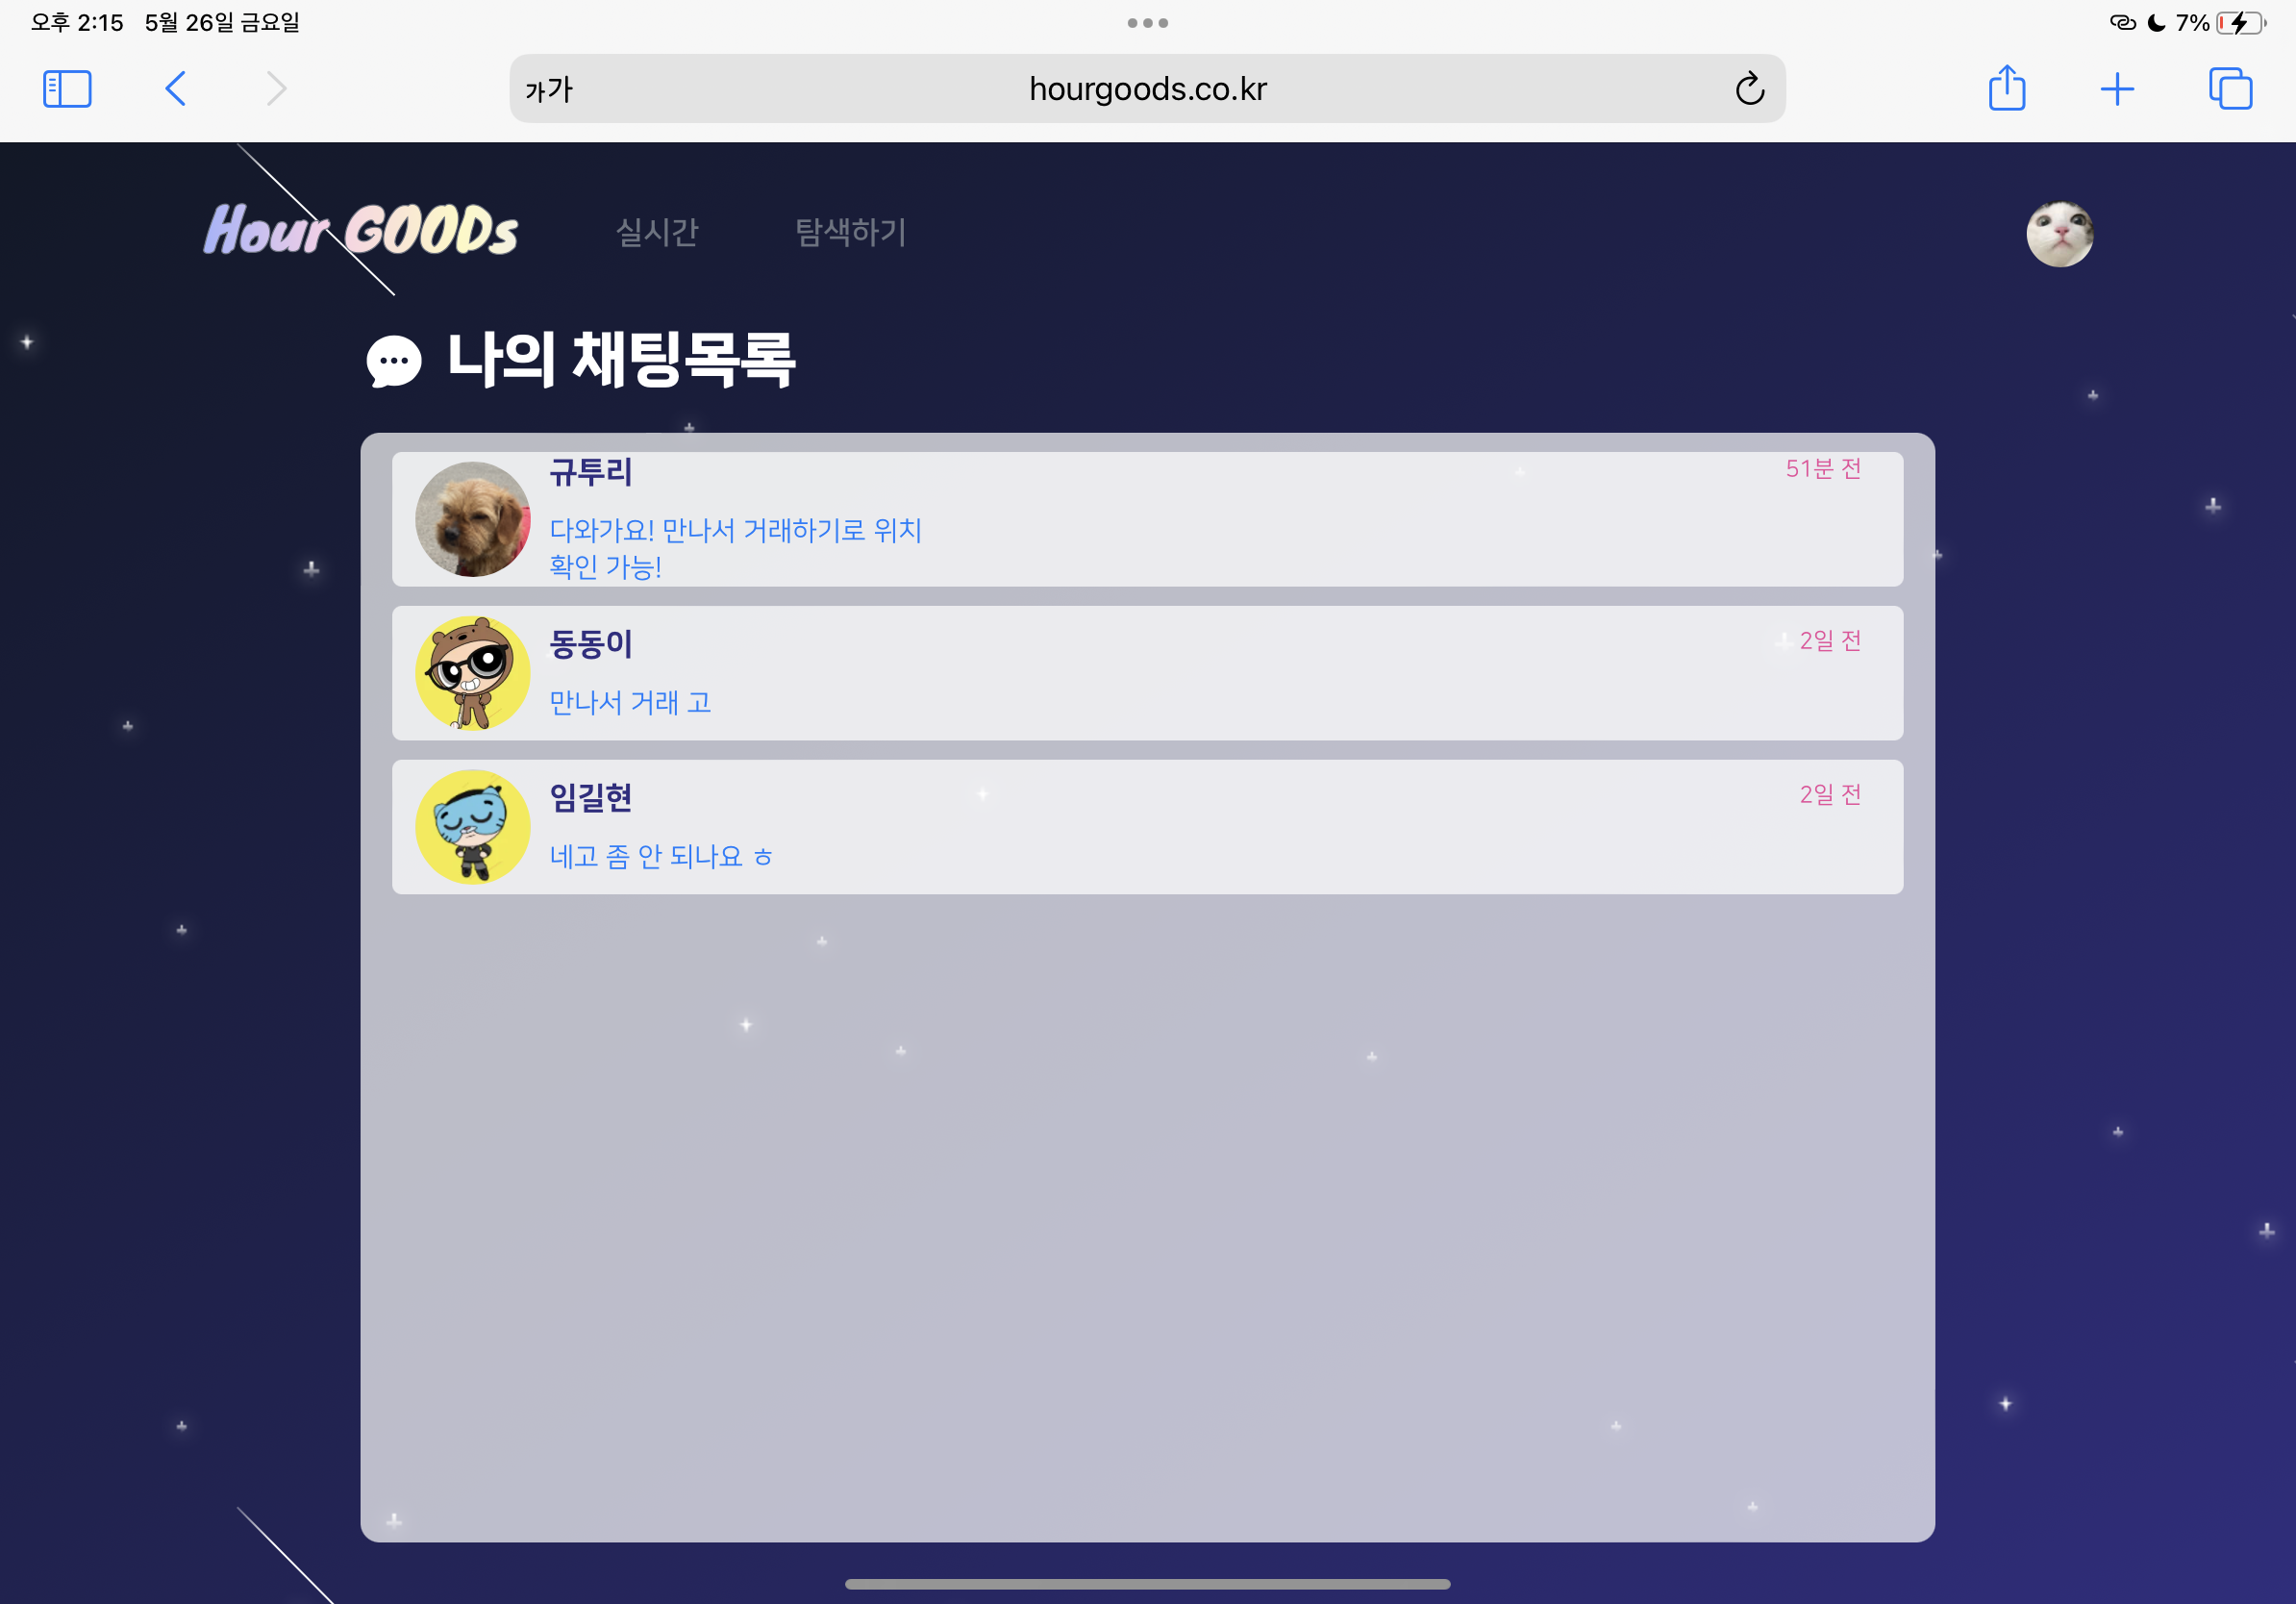 오후 2:15 5월 26일 금요일
7%
가가
hourgoods.co.kr
Hour GOODs
실시간
탐색하기
나의 채팅목록
규투리
51분 전
다와가요! 만나서 거래하기로 위치
확인 가능!
동동이
2일 전
만나서 거래 고
임길현
2일 전
네고 좀 안 되나요 ㅎ